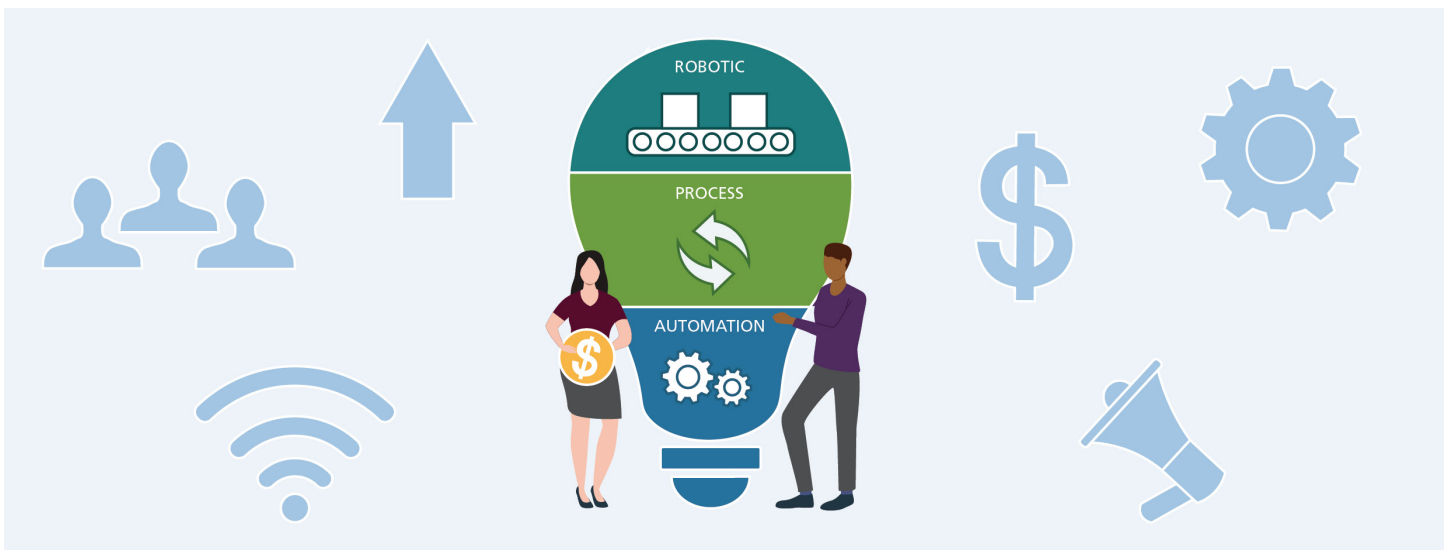 ROBOTIC
PROCESS
$
AUTOMATION
$